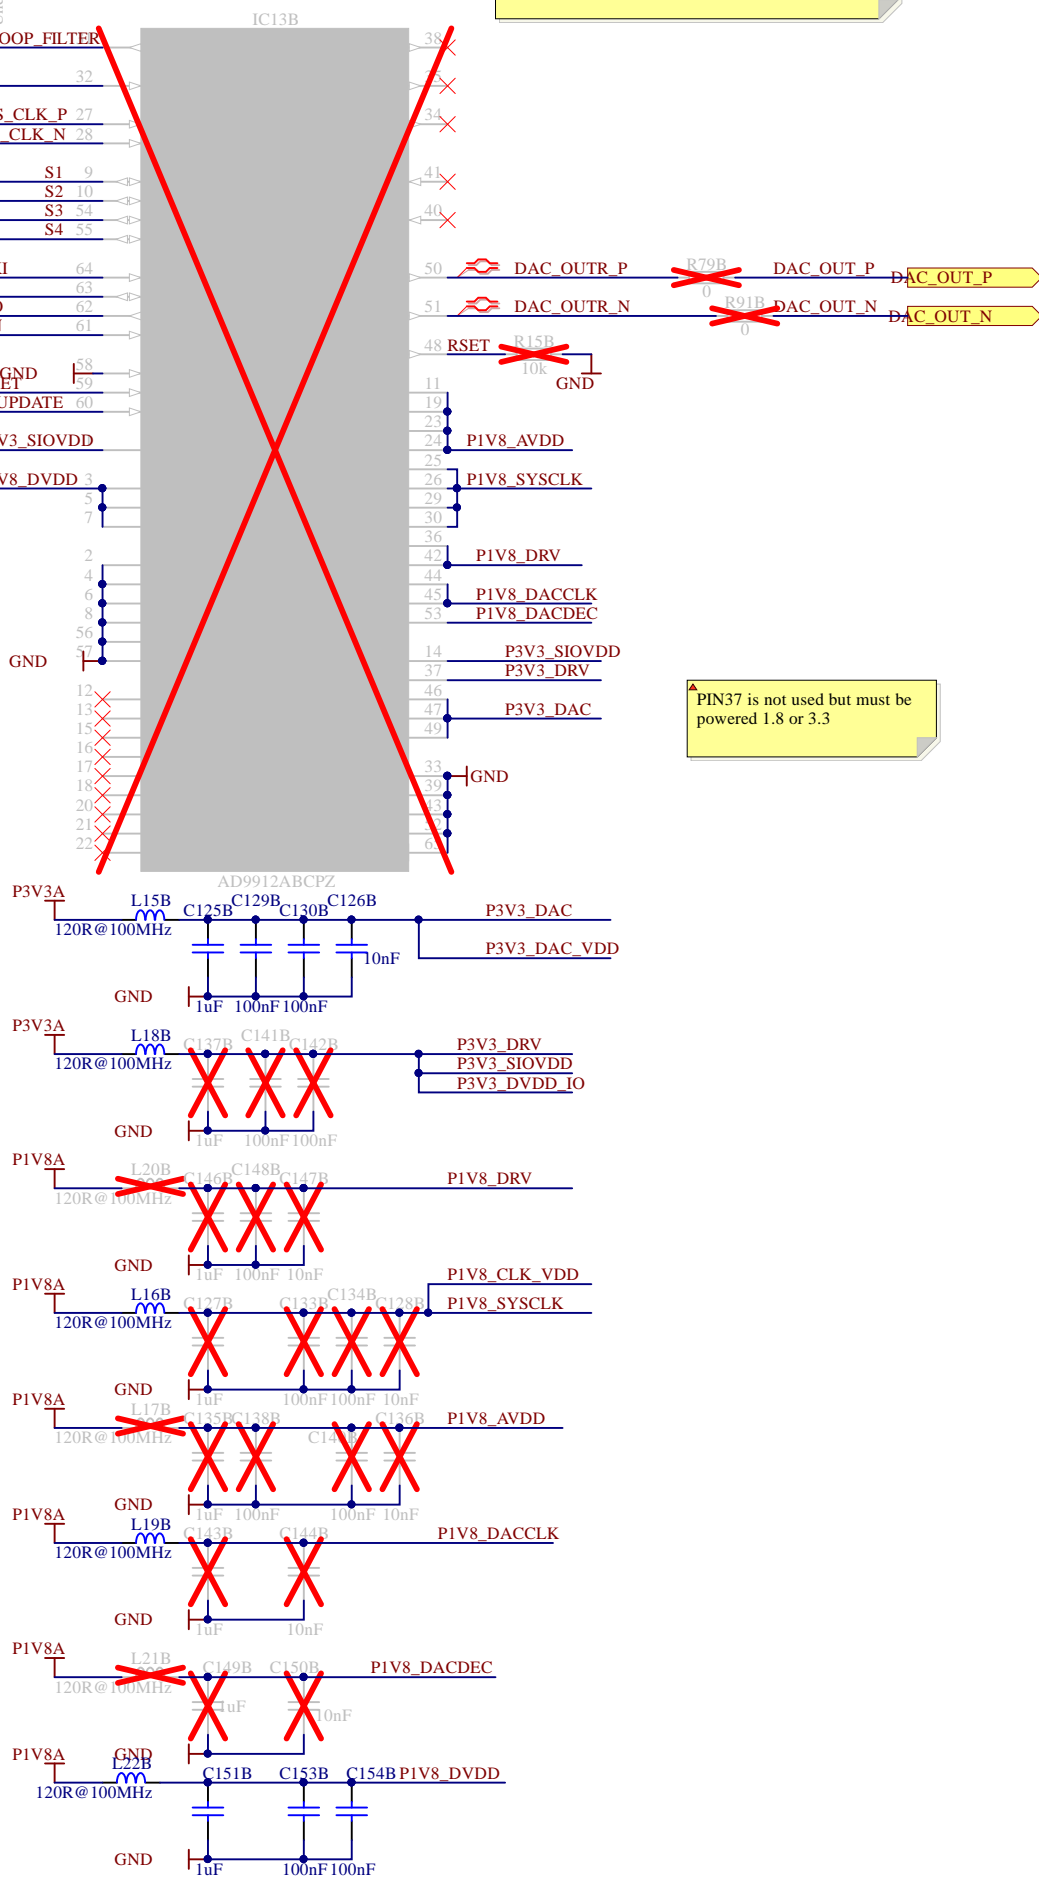 IC13B
OOP_FILTER
38
32
35
S_CLK_P 27
34
_CLK_N 28
S1 9
41
S2 10
S3 54
40
S4 55
64
50 DAC_OUTR_P R79B DAC_OUT_P DAC_OUT_P
0
63
62
51 DAC_OUTR_N R91B DAC_OUT_N DAC_OUT_N
0
61
48 RSET R15B
10k
GND
58
GND
ET 59
11
UPDATE 60
19
23
V3_SIOVDD
24 P1V8_AVDD
25
V8_DVDD 3
26 P1V8_SYSCLK
5
29
7
30
36
2
42 P1V8_DRV
4
44
6
45 P1V8_DACCLK
8
53 P1V8_DACDEC
56
GND 57
14 P3V3_SIOVDD
37 P3V3_DRV
12
46
13
47 P3V3_DAC
15
49
16
17
33 GND
18
39
20
43
21
22
AD9912ABCPZ
PIN37 is not used but must be
powered 1.8 or 3.3
P3V3A L15B C125B C129B C130B C126B P3V3_DAC
120R@100MHz
P3V3_DAC_VDD
10nF
GND
1uF 100nF 100nF
P3V3A L18B C137B C141B C142B P3V3_DRV
120R@100MHz P3V3_SIOVDD
P3V3_DVDD_IO
GND
1uF 100nF 100nF
P1V8A L20B C146B C148B C147B P1V8_DRV
120R@100MHz
GND
1uF 100nF 10nF
P1V8_CLK_VDD
P1V8A L16B C127B C133B C134B C128B P1V8_SYSCLK
120R@100MHz
GND
1uF 100nF 100nF 10nF
P1V8A L17B C135B C138B C136B P1V8_AVDD
120R@100MHz
GND
1uF 100nF 100nF 10nF
P1V8A L19B C143B C144B P1V8_DACCLK
120R@100MHz
GND
1uF 10nF
P1V8A L21B C149B C150B P1V8_DACDEC
120R@100MHz
1uF 10nF
GND
P1V8A L22B C151B C153B C154B P1V8_DVDD
120R@100MHz
GND
1uF 100nF 100nF